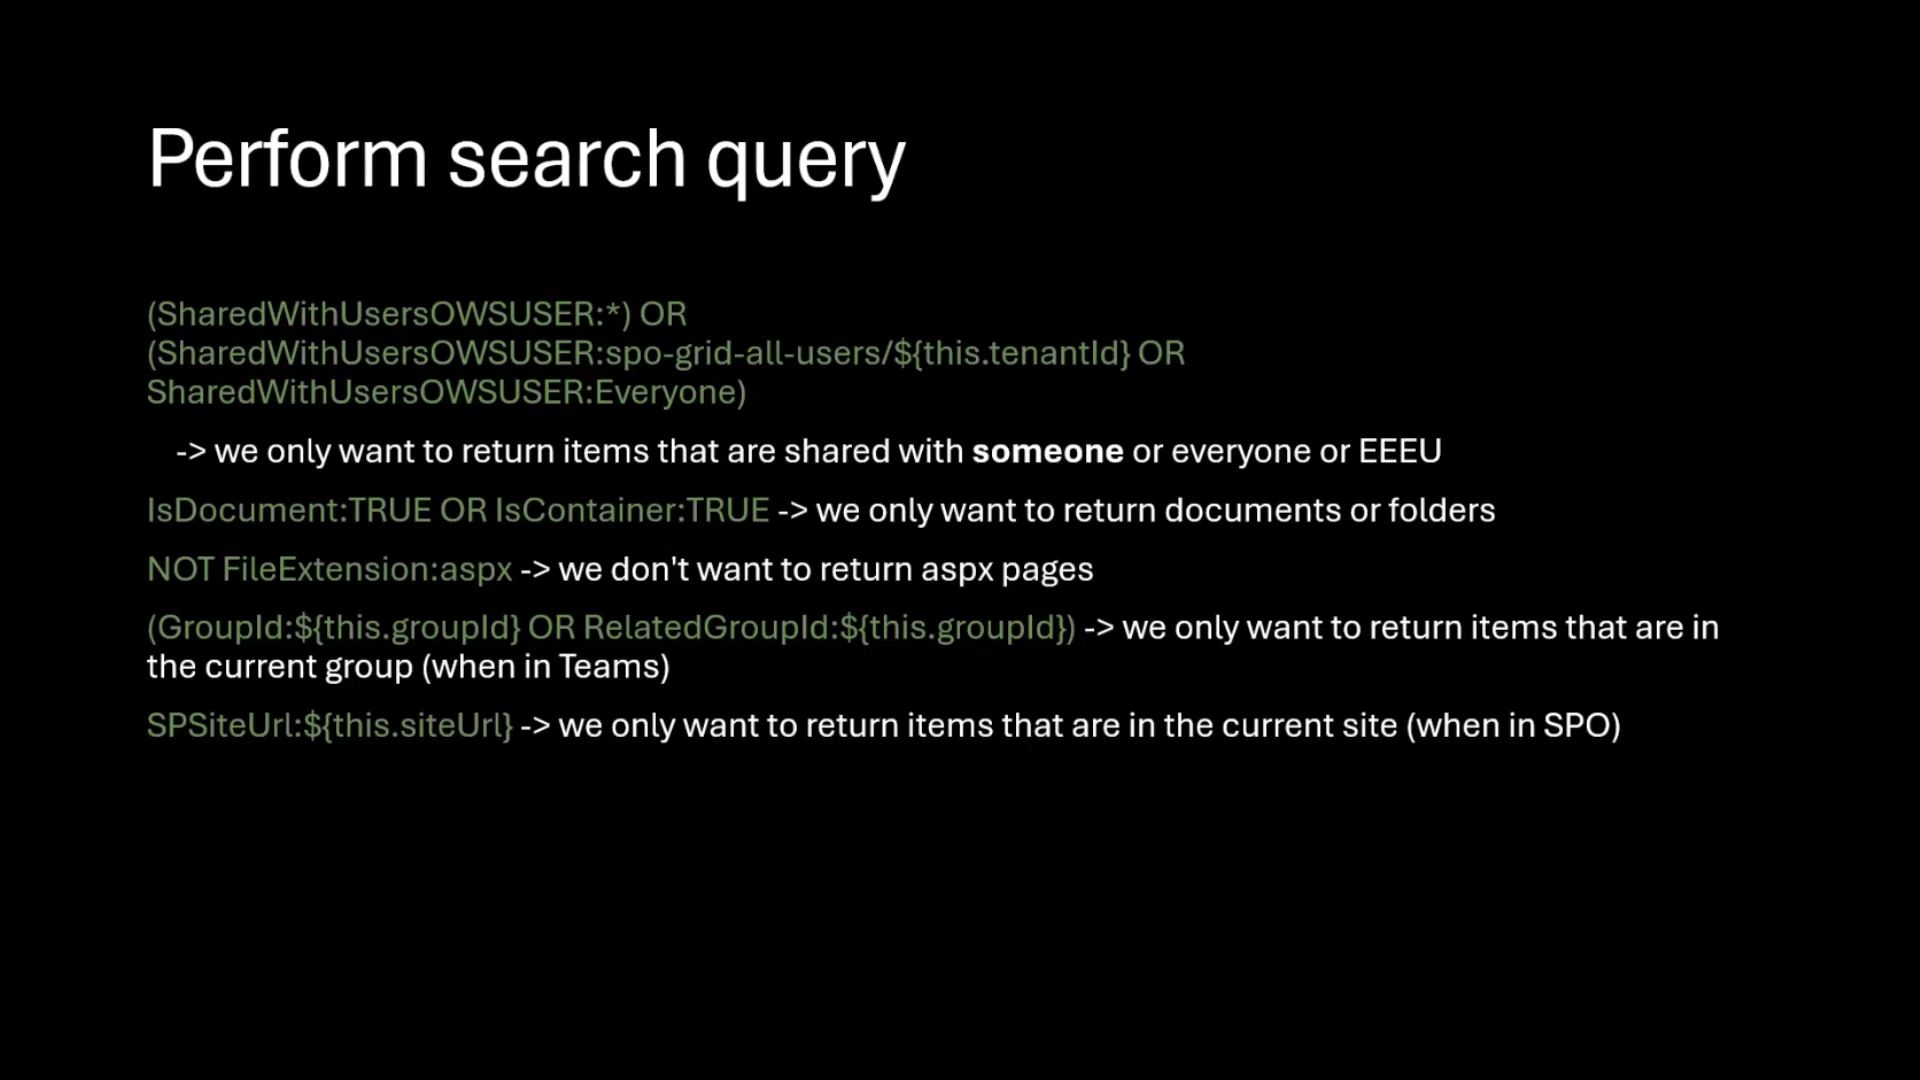 Perform search query
(SharedWithUsersOWSUSER:*) OR
(SharedWithUsersOWSUSER:spo-grid-all-users/${this.tenantId} OR
SharedWithUsersOWSUSER:Everyone)
-> we only want to return items that are shared with someone or everyone or EEEU
IsDocument:TRUE OR IsContainer:TRUE -> we only want to return documents or folders
NOT FileExtension:aspx -> we don't want to return aspx pages
(GroupId:${this.groupId} OR RelatedGroupId:${this.groupId}) -> we only want to return items that are in
the current group (when in Teams)
SPSiteUrl:${this.siteUrl} -> we only want to return items that are in the current site (when in SPO)